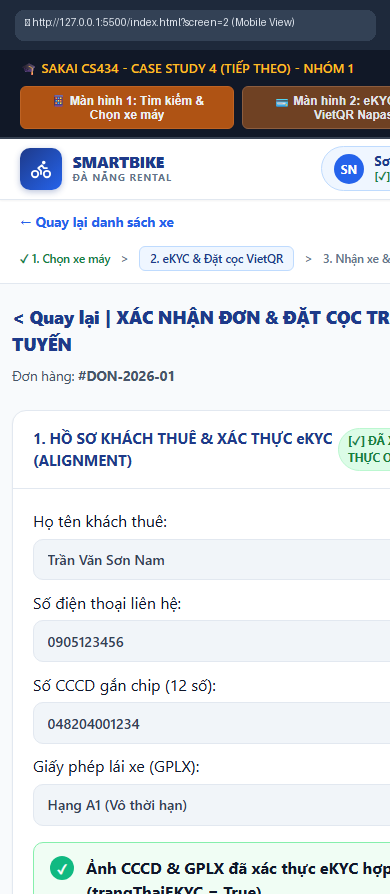 http://127.0.0.1:5500/index.html?screen=2 (Mobile View)
🎓 SAKAI CS434 - CASE STUDY 4 (TIẾP THEO) - NHÓM 1
Màn hình 1: Tìm kiếm &
Chọn xe máy
Màn hình 2: eKYC
VietQR Napas
SMARTBIKE
ĐÀ NẴNG RENTAL
SN
Sơ
[✓]
← Quay lại danh sách xe
✓ 1. Chọn xe máy > 2. eKYC & Đặt cọc VietQR > 3. Nhận xe &
< Quay lại | XÁC NHẬN ĐƠN & ĐẶT CỌC TR
TUYẾN
Đơn hàng: #DON-2026-01
1. HỒ SƠ KHÁCH THUÊ & XÁC THỰC eKYC
(ALIGNMENT)
[✓] ĐÃ
THỰC
Họ tên khách thuê:
Trần Văn Sơn Nam
Số điện thoại liên hệ:
0905123456
Số CCCD gắn chip (12 số):
048204001234
Giấy phép lái xe (GPLX):
Hạng A1 (Vô thời hạn)
✓ Ảnh CCCD & GPLX đã xác thực eKYC hợp
(trangThaiEKYC = True)